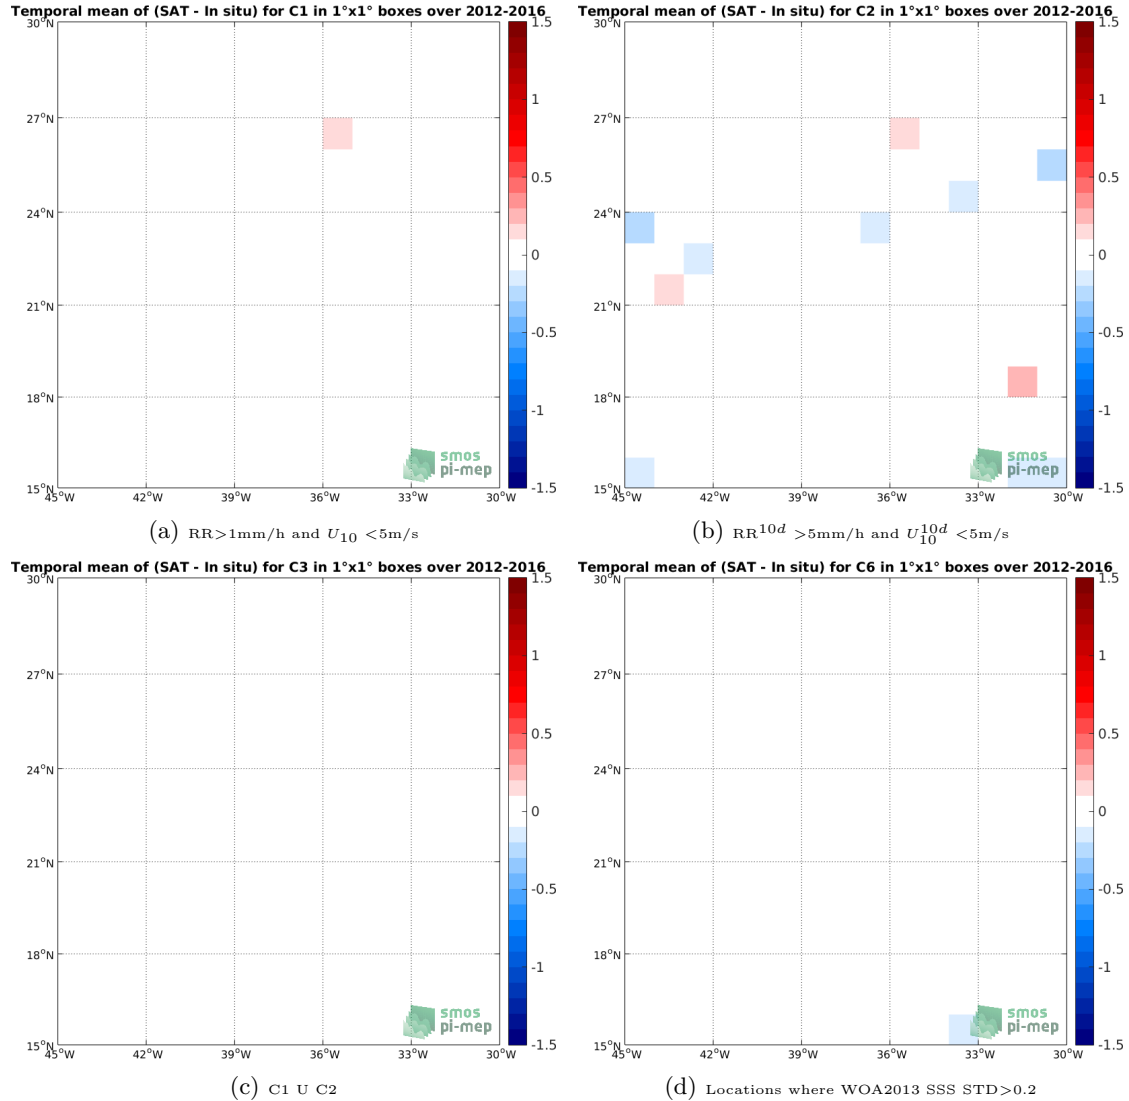 Temporal mean of (SAT - In situ) for C1 in 1°x1° boxes over 2012-2016
30°N
27°N
24°N
21°N
18°N
15°N
45°W
42°W
39°W
36°W
33°W
30°W
1.5
1
0.5
0
-0.5
-1
-1.5
smos
pi-mep
(a) RR>1mm/h and U₁₀ <5m/s
Temporal mean of (SAT - In situ) for C2 in 1°x1° boxes over 2012-2016
30°N
27°N
24°N
21°N
18°N
15°N
45°W
42°W
39°W
36°W
33°W
30°W
1.5
1
0.5
0
-0.5
-1
-1.5
smos
pi-mep
(b) RR¹⁰ᵈ >5mm/h and U₁₀¹⁰ᵈ <5m/s
Temporal mean of (SAT - In situ) for C3 in 1°x1° boxes over 2012-2016
30°N
27°N
24°N
21°N
18°N
15°N
45°W
42°W
39°W
36°W
33°W
30°W
1.5
1
0.5
0
-0.5
-1
-1.5
smos
pi-mep
(c) C1 U C2
Temporal mean of (SAT - In situ) for C6 in 1°x1° boxes over 2012-2016
30°N
27°N
24°N
21°N
18°N
15°N
45°W
42°W
39°W
36°W
33°W
30°W
1.5
1
0.5
0
-0.5
-1
-1.5
smos
pi-mep
(d) Locations where WOA2013 SSS STD>0.2